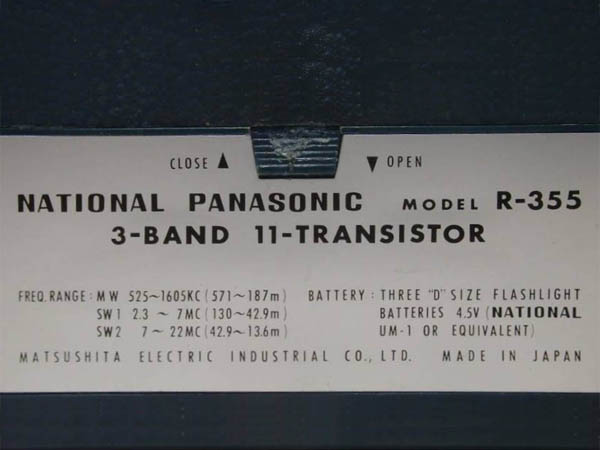 CLOSE ▲ ▼ OPEN
NATIONAL PANASONIC MODEL R-355
3-BAND 11-TRANSISTOR
FREQ. RANGE : MW 525~1605KC (571~187m) BATTERY : THREE "D" SIZE FLASHLIGHT
SW1 2.3 ~ 7MC (130~42.9m) BATTERIES 4.5V (NATIONAL
SW2 7~ 22MC (42.9~13.6m) UM-1 OR EQUIVALENT)
MATSUSHITA ELECTRIC INDUSTRIAL CO., LTD. MADE IN JAPAN